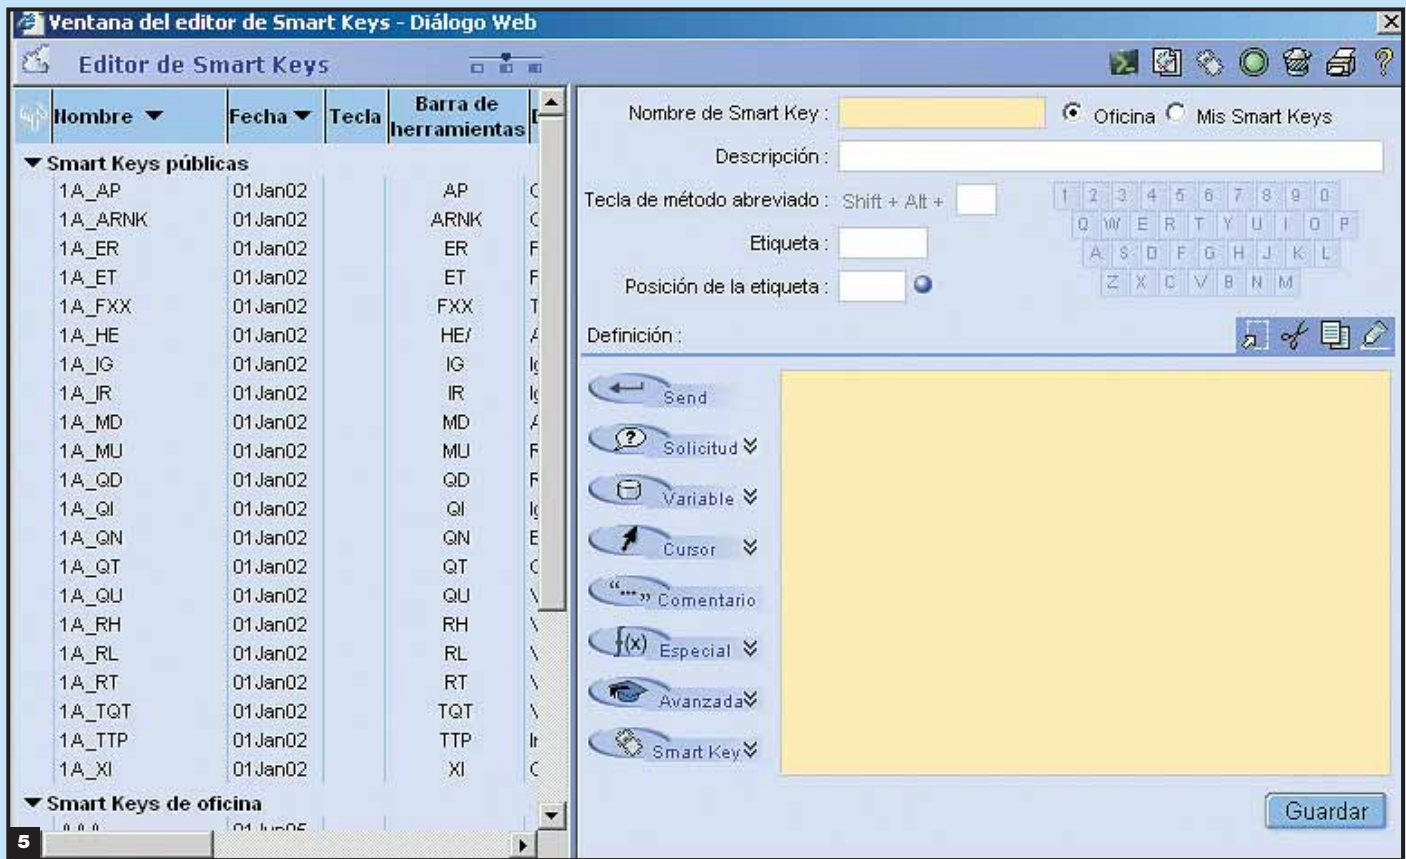 Ventana del editor de Smart Keys - Diálogo Web
Editor de Smart Keys
Nombre Fecha Tecla Barra de herramientas
Smart Keys públicas
1A_AP 01Jan02 AP
1A_ARNK 01Jan02 ARNK
1A_ER 01Jan02 ER
1A_ET 01Jan02 ET
1A_FXX 01Jan02 FXX
1A_HE 01Jan02 HE/
1A_IG 01Jan02 IG
1A_IR 01Jan02 IR
1A_MD 01Jan02 MD
1A_MU 01Jan02 MU
1A_QD 01Jan02 QD
1A_QI 01Jan02 QI
1A_QN 01Jan02 QN
1A_QT 01Jan02 QT
1A_QU 01Jan02 QU
1A_RH 01Jan02 RH
1A_RL 01Jan02 RL
1A_RT 01Jan02 RT
1A_TQT 01Jan02 TQT
1A_TTP 01Jan02 TTP
1A_XI 01Jan02 XI
Smart Keys de oficina
5
Nombre de Smart Key : Oficina Mis Smart Keys
Descripción :
Tecla de método abreviado : Shift + Alt +
Etiqueta :
Posición de la etiqueta :
1 2 3 4 5 6 7 8 9 0
Q W E R T Y U I O P
A S D F G H J K L
Z X C V B N M
Definición :
Send
Solicitud
Variable
Cursor
Comentario
Especial
Avanzada
Smart Key
Guardar